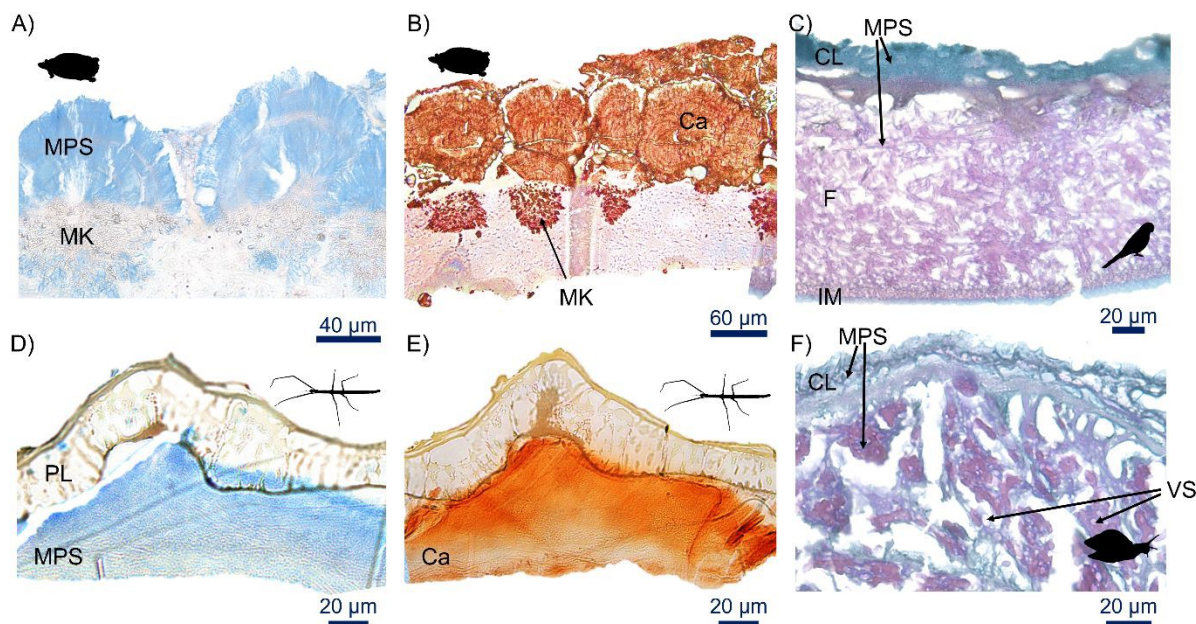 A)
B)
C)
MPS
CL
MPS
Ca
F
MK
MK
IM
40 µm
60 µm
20 µm
D)
E)
F)
MPS
CL
PL
VS
MPS
Ca
20 µm
20 µm
20 µm